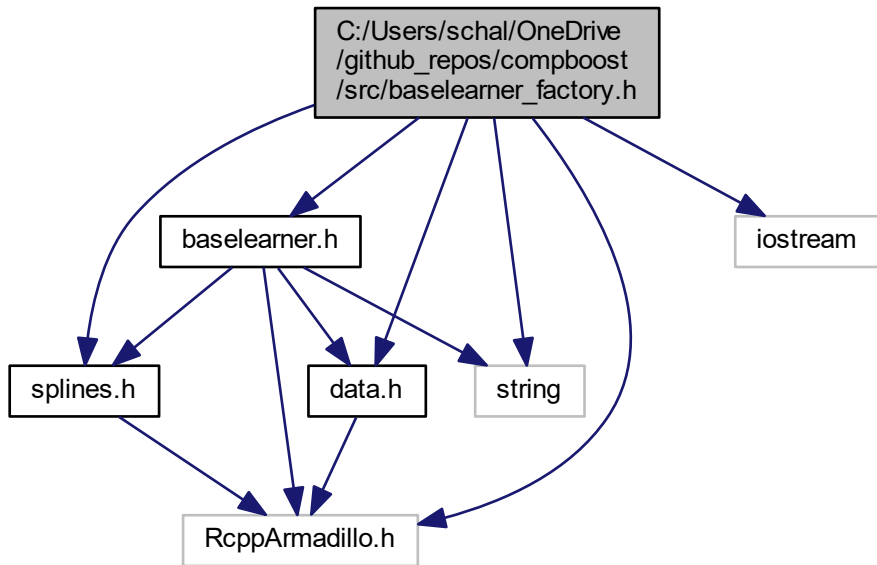 C:/Users/schal/OneDrive
/github_repos/compboost
/src/baselearner_factory.h
baselearner.h
iostream
splines.h
data.h
string
RcppArmadillo.h